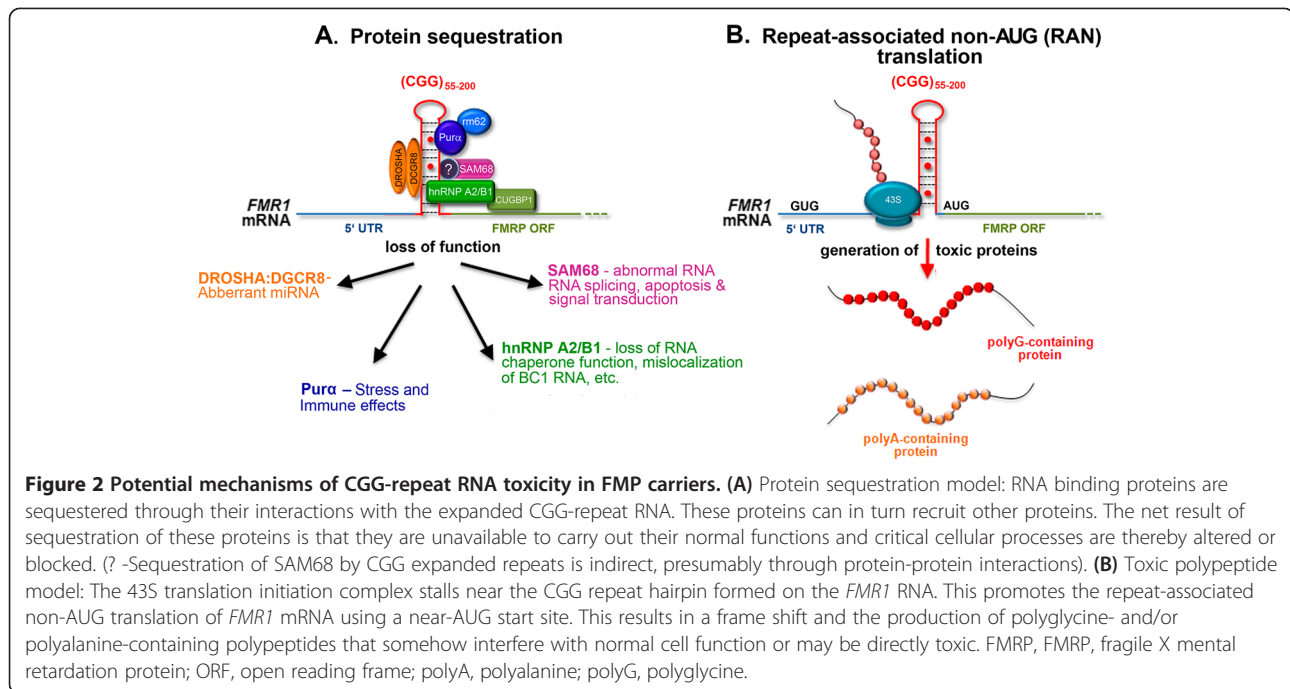 A. Protein sequestration
(CGG)55-200
rm62
Purα
DROSHA
DCGR8
?
SAM68
hnRNP A2/B1
CUGBP1
FMR1
mRNA
5' UTR
FMRP ORF
loss of function
DROSHA:DGCR8-
Abberrant miRNA
SAM68 - abnormal RNA
RNA splicing, apoptosis &
signal transduction
Purα – Stress and
Immune effects
hnRNP A2/B1 - loss of RNA
chaperone function, mislocalization
of BC1 RNA, etc.
B. Repeat-associated non-AUG (RAN)
translation
(CGG)55-200
43S
FMR1
mRNA
GUG
AUG
5' UTR
FMRP ORF
generation of toxic proteins
polyG-containing
protein
polyA-containing
protein
Figure 2 Potential mechanisms of CGG-repeat RNA toxicity in FMP carriers. (A) Protein sequestration model: RNA binding proteins are
sequestered through their interactions with the expanded CGG-repeat RNA. These proteins can in turn recruit other proteins. The net result of
sequestration of these proteins is that they are unavailable to carry out their normal functions and critical cellular processes are thereby altered or
blocked. (? -Sequestration of SAM68 by CGG expanded repeats is indirect, presumably through protein-protein interactions). (B) Toxic polypeptide
model: The 43S translation initiation complex stalls near the CGG repeat hairpin formed on the FMR1 RNA. This promotes the repeat-associated
non-AUG translation of FMR1 mRNA using a near-AUG start site. This results in a frame shift and the production of polyglycine- and/or
polyalanine-containing polypeptides that somehow interfere with normal cell function or may be directly toxic. FMRP, FMRP, fragile X mental
retardation protein; ORF, open reading frame; polyA, polyalanine; polyG, polyglycine.